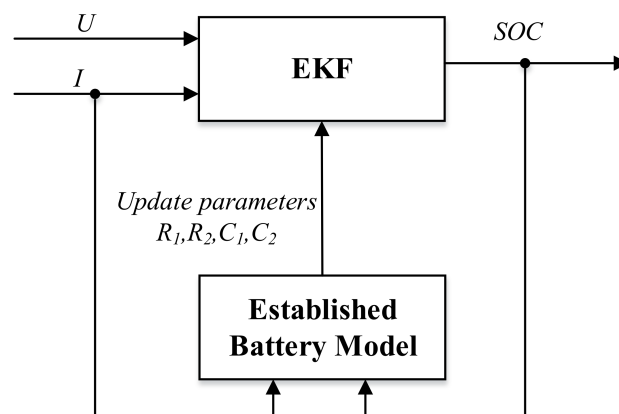 U
SOC
EKF
I
Update parameters
R₁,R₂,C₁,C₂
Established
Battery Model